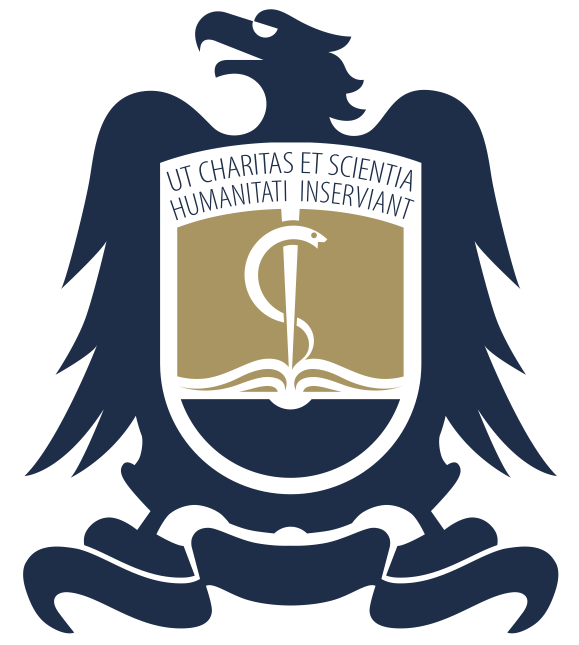 UT CHARITAS ET SCIENTIA
HUMANITATI INSERVIANT